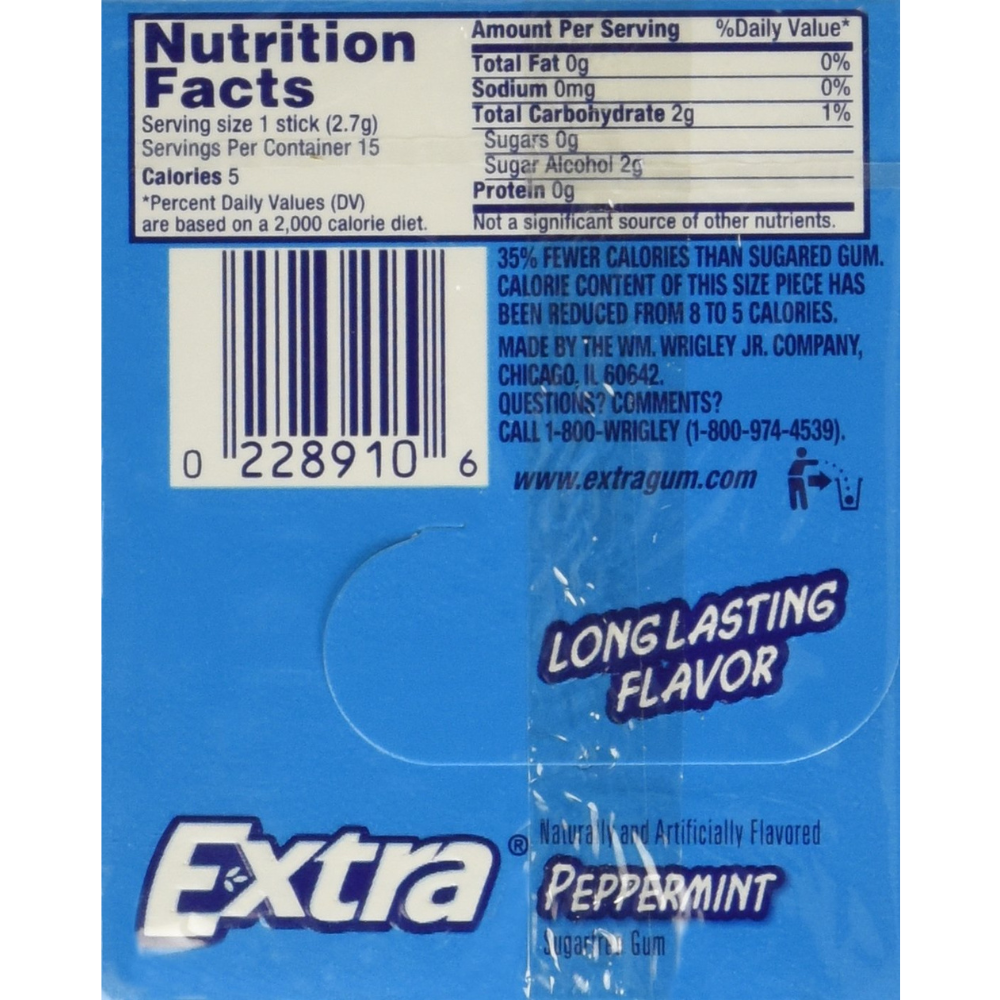 Nutrition
Facts
Serving size 1 stick (2.7g)
Servings Per Container 15
Calories 5
*Percent Daily Values (DV)
are based on a 2,000 calorie diet.
Amount Per Serving %Daily Value*
Total Fat 0g 0%
Sodium 0mg 0%
Total Carbohydrate 2g 1%
Sugars 0g
Sugar Alcohol 2g
Protein 0g
Not a significant source of other nutrients.
0 228910 6
35% FEWER CALORIES THAN SUGARED GUM.
CALORIE CONTENT OF THIS SIZE PIECE HAS
BEEN REDUCED FROM 8 TO 5 CALORIES.
MADE BY THE WM. WRIGLEY JR. COMPANY,
CHICAGO, IL 60642.
QUESTIONS? COMMENTS?
CALL 1-800-WRIGLEY (1-800-974-4539).
www.extragum.com
LONG LASTING
FLAVOR
Extra®
Naturally and Artificially Flavored
PEPPERMINT
Sugarfree Gum